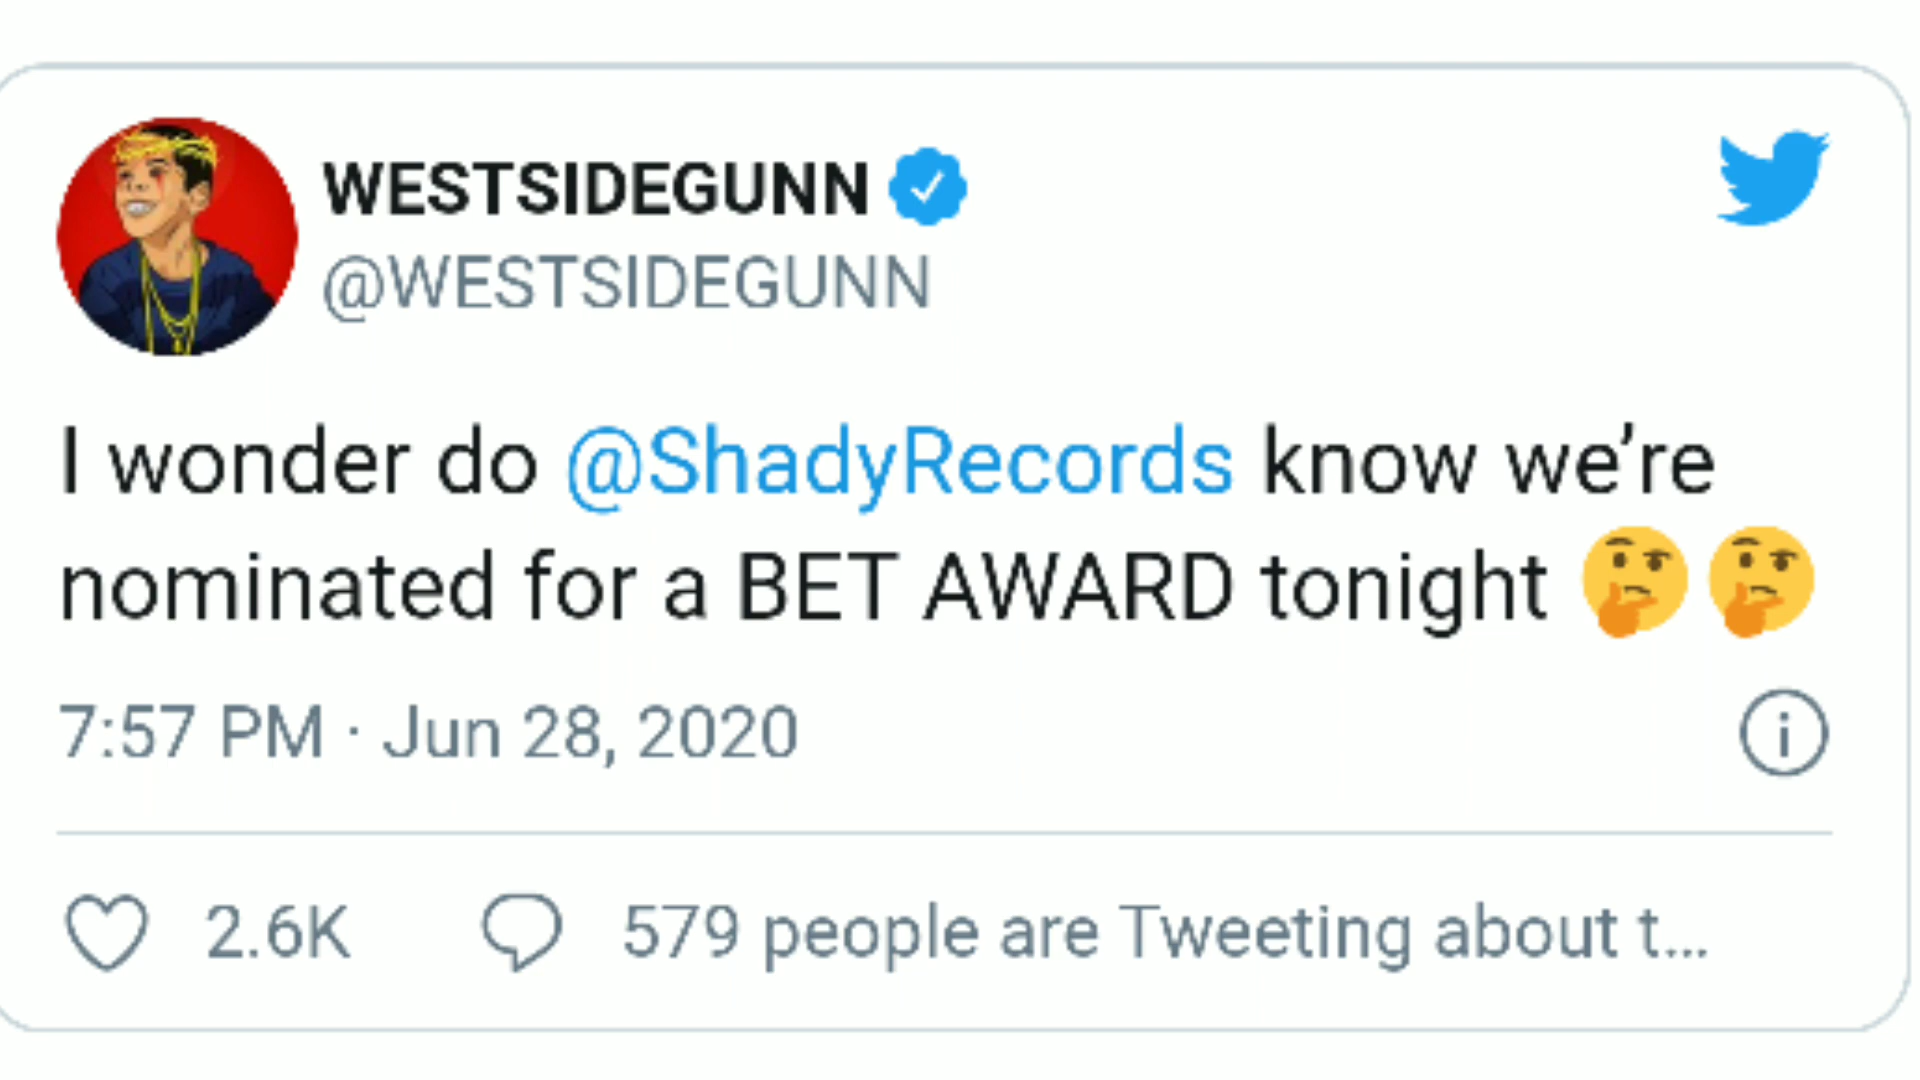 WESTSIDEGUNN
@WESTSIDEGUNN
I wonder do @ShadyRecords know we’re
nominated for a BET AWARD tonight 🤔🤔
7:57 PM · Jun 28, 2020
2.6K 579 people are Tweeting about t...